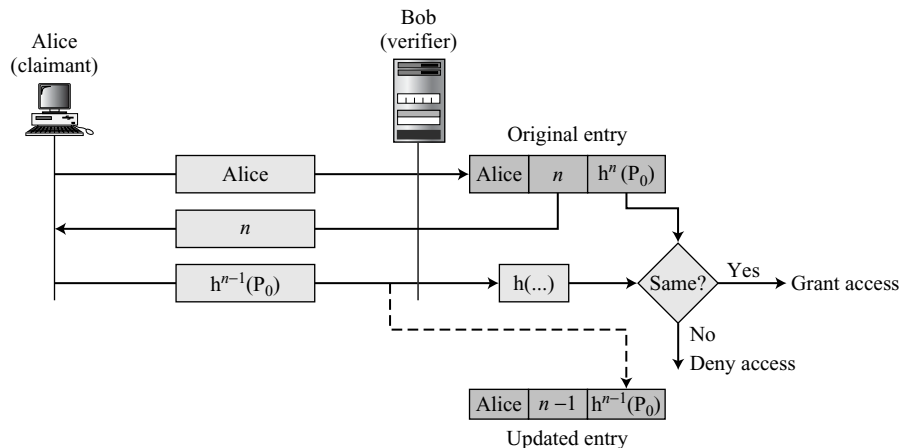 Bob
(verifier)
Alice
(claimant)
Original entry
Alice
Alice n hⁿ(P₀)
n
hⁿ⁻¹(P₀) h(...) Same? Yes Grant access
No
Deny access
Alice n − 1 hⁿ⁻¹(P₀)
Updated entry